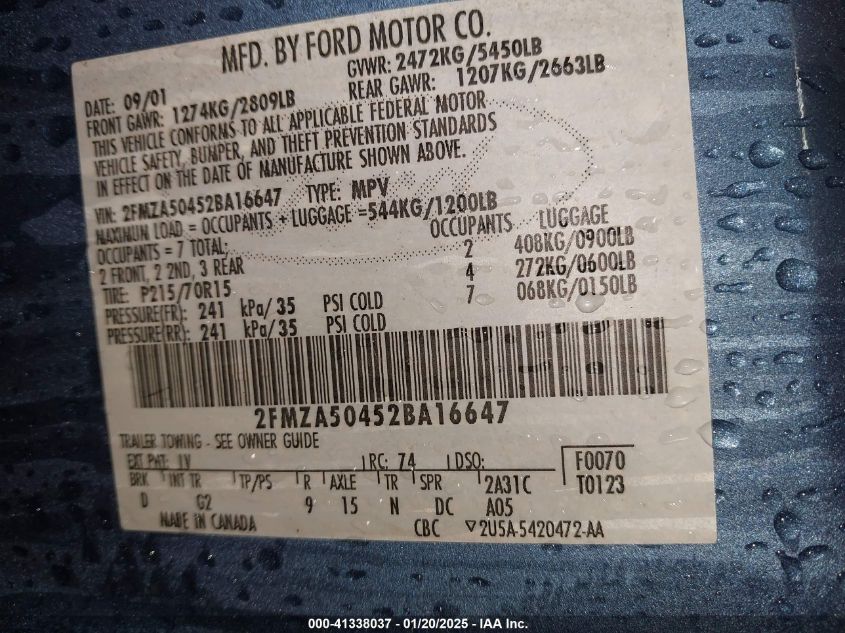 MFD. BY FORD MOTOR CO.
DATE: 09/01 GVWR: 2472KG/5450LB
FRONT GAWR: 1274KG/2809LB REAR GAWR: 1207KG/2663LB
THIS VEHICLE CONFORMS TO ALL APPLICABLE FEDERAL MOTOR
VEHICLE SAFETY, BUMPER, AND THEFT PREVENTION STANDARDS
IN EFFECT ON THE DATE OF MANUFACTURE SHOWN ABOVE.
VIN: 2FMZA50452BA16647 TYPE: MPV
MAXIMUM LOAD = OCCUPANTS + LUGGAGE =544KG/1200LB
OCCUPANTS = 7 TOTAL: OCCUPANTS LUGGAGE
2 FRONT, 2 2ND, 3 REAR 2 408KG/0900LB
TIRE: P215/70R15 4 272KG/0600LB
PRESSURE(FR): 241 kPa/35 PSI COLD 7 068KG/0150LB
PRESSURE(RR): 241 kPa/35 PSI COLD
2FMZA50452BA16647
TRAILER TOWING - SEE OWNER GUIDE
EXT PNT: IV RC: 74 DSO: F0070
BRK INT TR TP/PS R AXLE TR SPR 2A31C T0123
D G2 9 15 N DC A05
MADE IN CANADA CBC ▽2U5A-5420472-AA
000-41338037 - 01/20/2025 - IAA Inc.